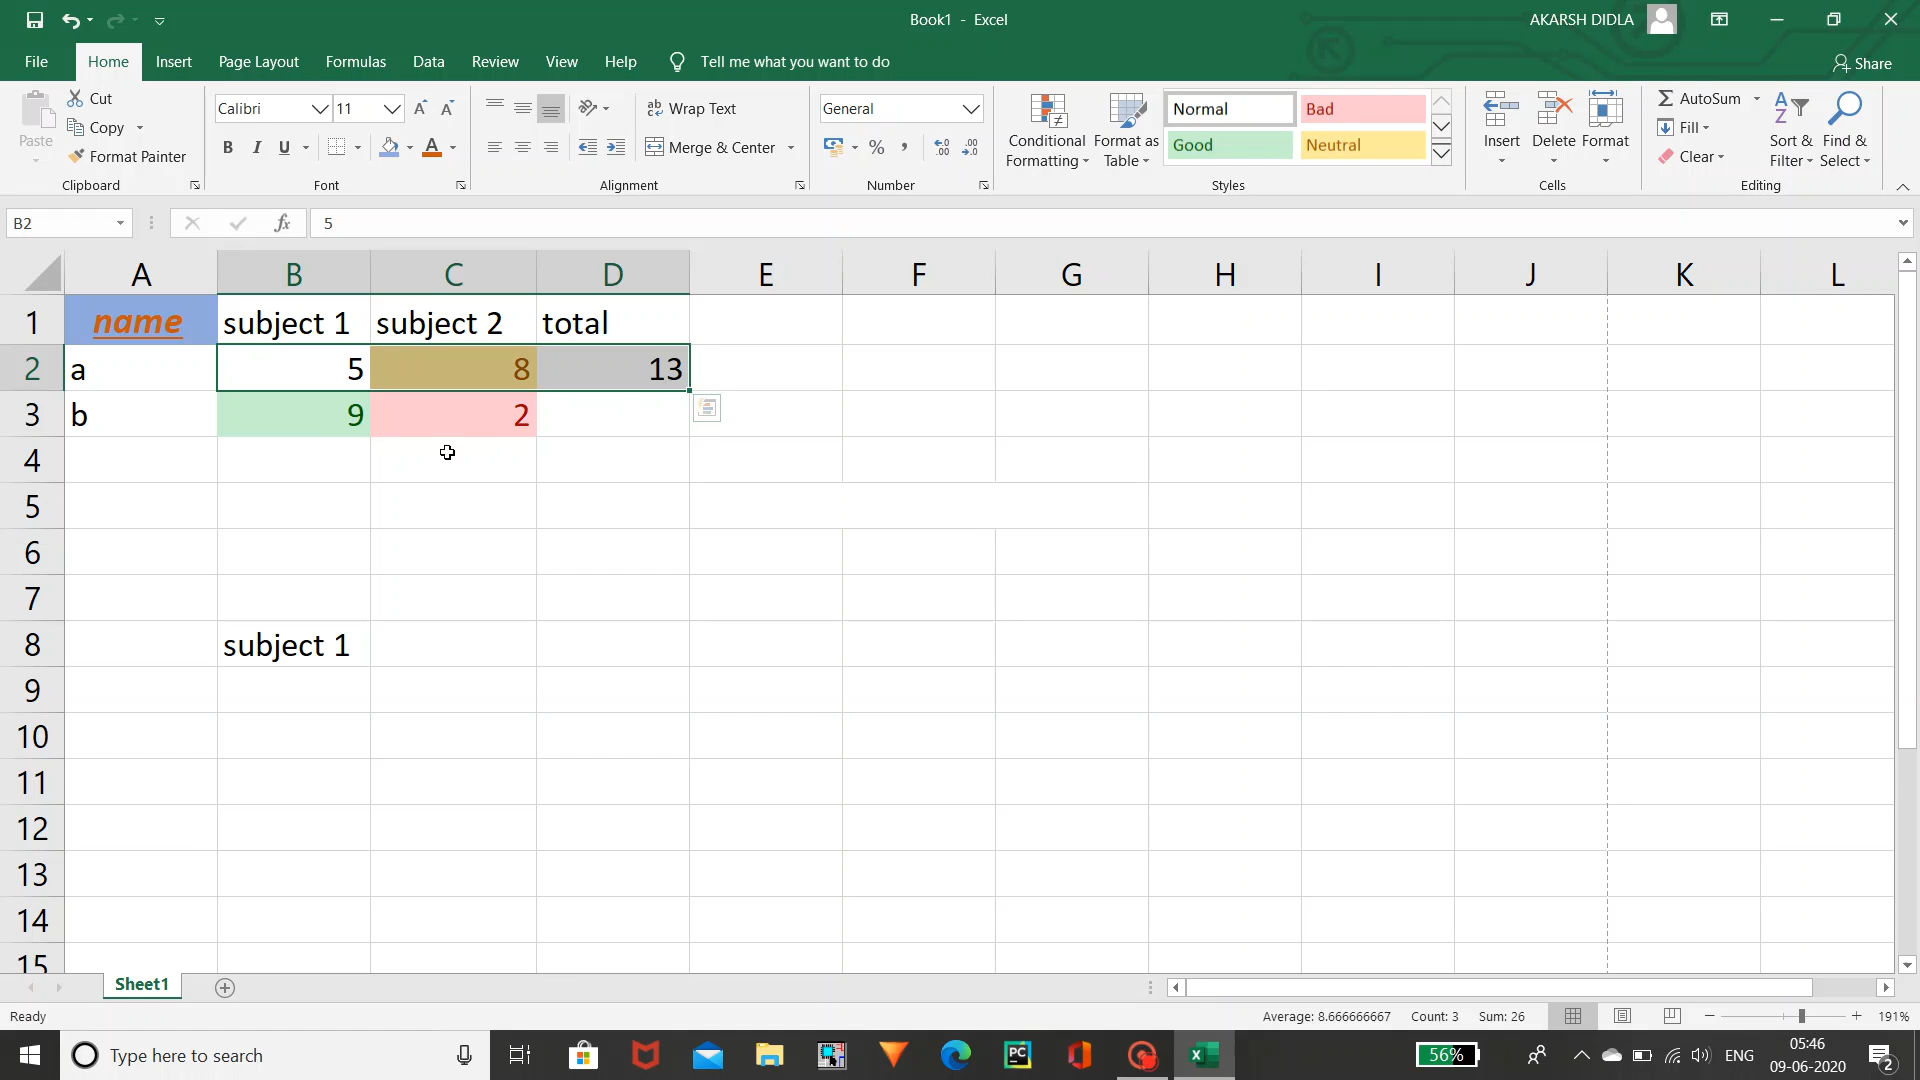 Book1 - Excel
AKARSH DIDLA
File Home Insert Page Layout Formulas Data Review View Help Tell me what you want to do
Share
Paste
Cut
Copy
Format Painter
Clipboard
Calibri 11
B I U A
Font
Wrap Text
Merge & Center
Alignment
General
Number
Conditional Formatting
Format as Table
Normal Bad
Good Neutral
Styles
Insert Delete Format
Cells
AutoSum
Fill
Clear
Sort & Filter
Find & Select
Editing
B2 fx 5
A B C D E F G H I J K L
1 name subject 1 subject 2 total
2 a 5 8 13
3 b 9 2
4
5
6
7
8 subject 1
9
10
11
12
13
14
15
Sheet1
Ready Average: 8.666666667 Count: 3 Sum: 26 191%
Type here to search
PC
56%
ENG
05:46
09-06-2020
2